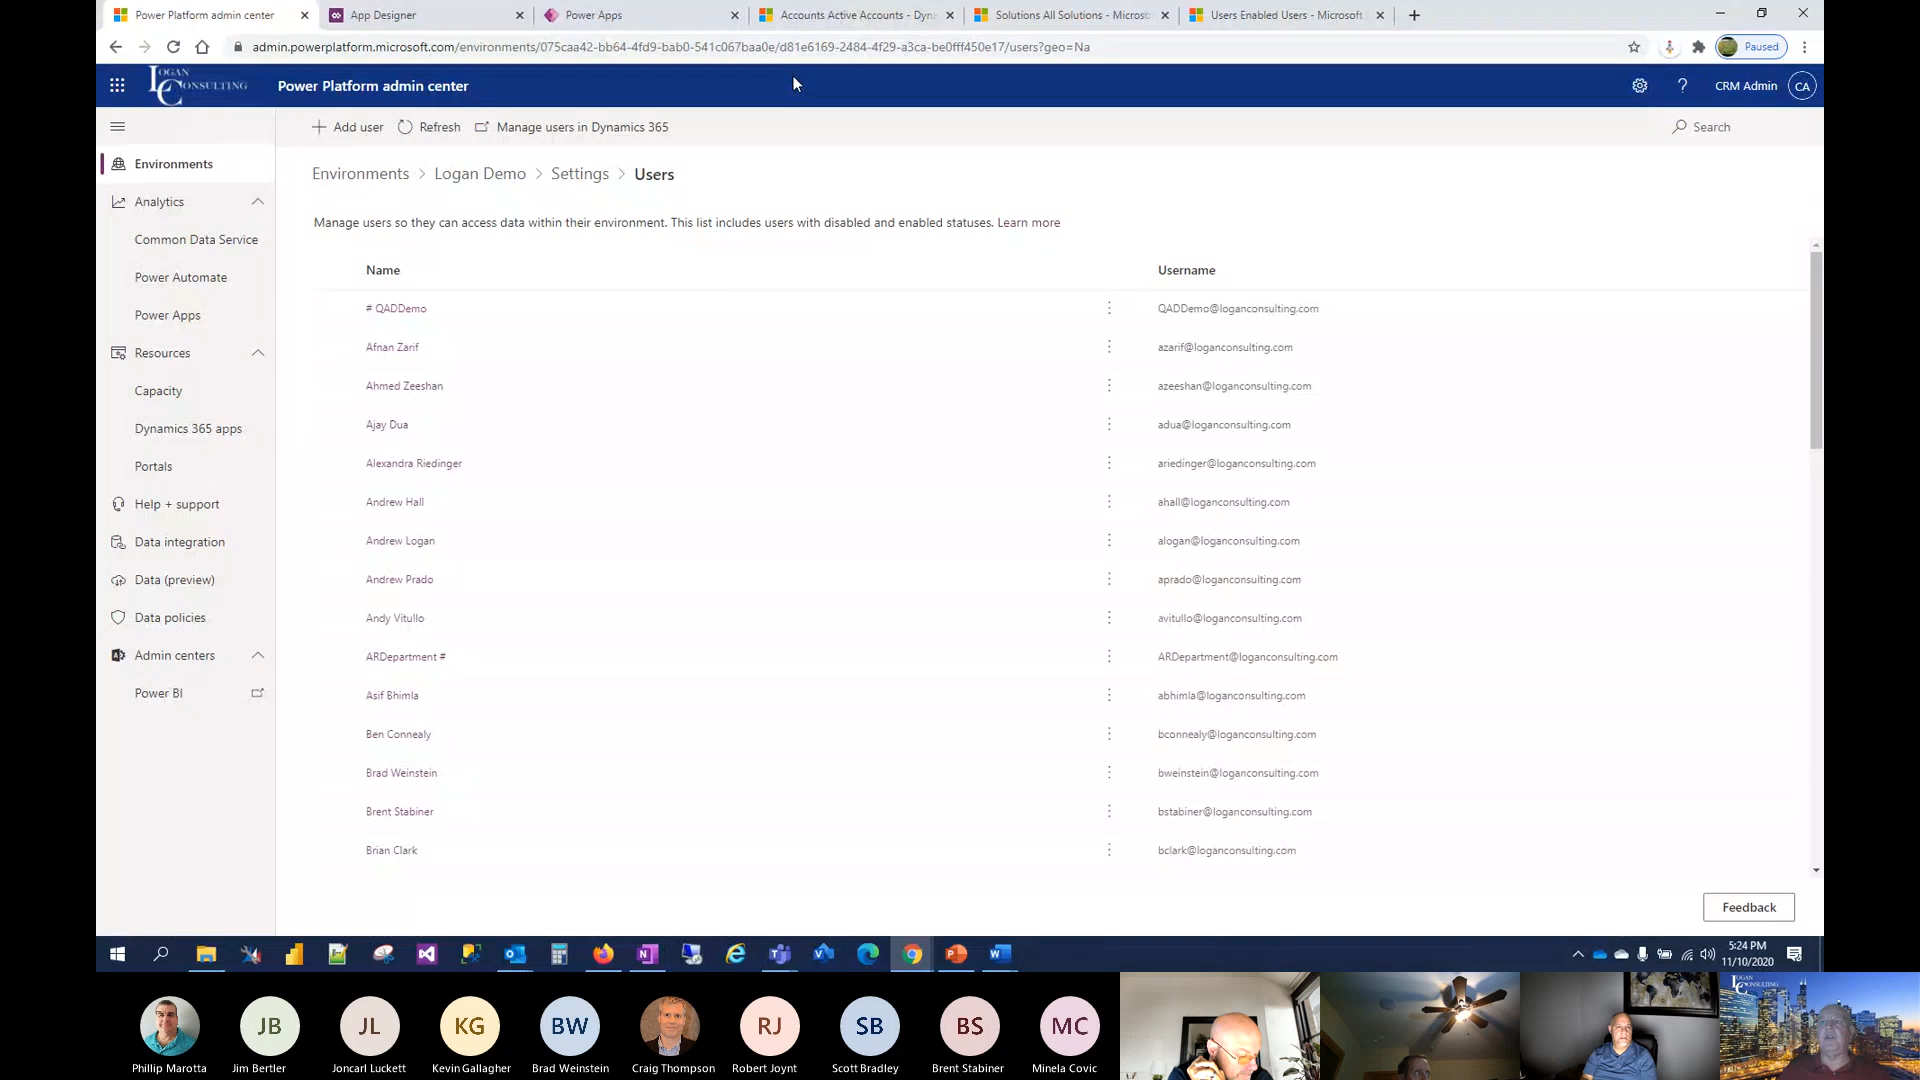 Power Platform admin center
App Designer
Power Apps
Accounts Active Accounts - Dyna
Solutions All Solutions - Microso
Users Enabled Users - Microsoft
admin.powerplatform.microsoft.com/environments/075caa42-bb64-4fd9-bab0-541c067baa0e/d81e6169-2484-4f29-a3ca-be0fff450e17/users?geo=Na
Paused
LOGAN CONSULTING
Power Platform admin center
CRM Admin
CA
Add user
Refresh
Manage users in Dynamics 365
Search
Environments
Analytics
Common Data Service
Power Automate
Power Apps
Resources
Capacity
Dynamics 365 apps
Portals
Help + support
Data integration
Data (preview)
Data policies
Admin centers
Power BI
Environments > Logan Demo > Settings > Users
Manage users so they can access data within their environment. This list includes users with disabled and enabled statuses. Learn more
Name Username
# QADDemo QADDemo@loganconsulting.com
Afnan Zarif azarif@loganconsulting.com
Ahmed Zeeshan azeeshan@loganconsulting.com
Ajay Dua adua@loganconsulting.com
Alexandra Riedinger ariedinger@loganconsulting.com
Andrew Hall ahall@loganconsulting.com
Andrew Logan alogan@loganconsulting.com
Andrew Prado aprado@loganconsulting.com
Andy Vitullo avitullo@loganconsulting.com
ARDepartment # ARDepartment@loganconsulting.com
Asif Bhimla abhimla@loganconsulting.com
Ben Connealy bconnealy@loganconsulting.com
Brad Weinstein bweinstein@loganconsulting.com
Brent Stabiner bstabiner@loganconsulting.com
Brian Clark bclark@loganconsulting.com
Feedback
5:24 PM
11/10/2020
JB
JL
KG
BW
RJ
SB
BS
MC
Phillip Marotta
Jim Bertler
Joncarl Luckett
Kevin Gallagher
Brad Weinstein
Craig Thompson
Robert Joynt
Scott Bradley
Brent Stabiner
Minela Covic
LOGAN CONSULTING